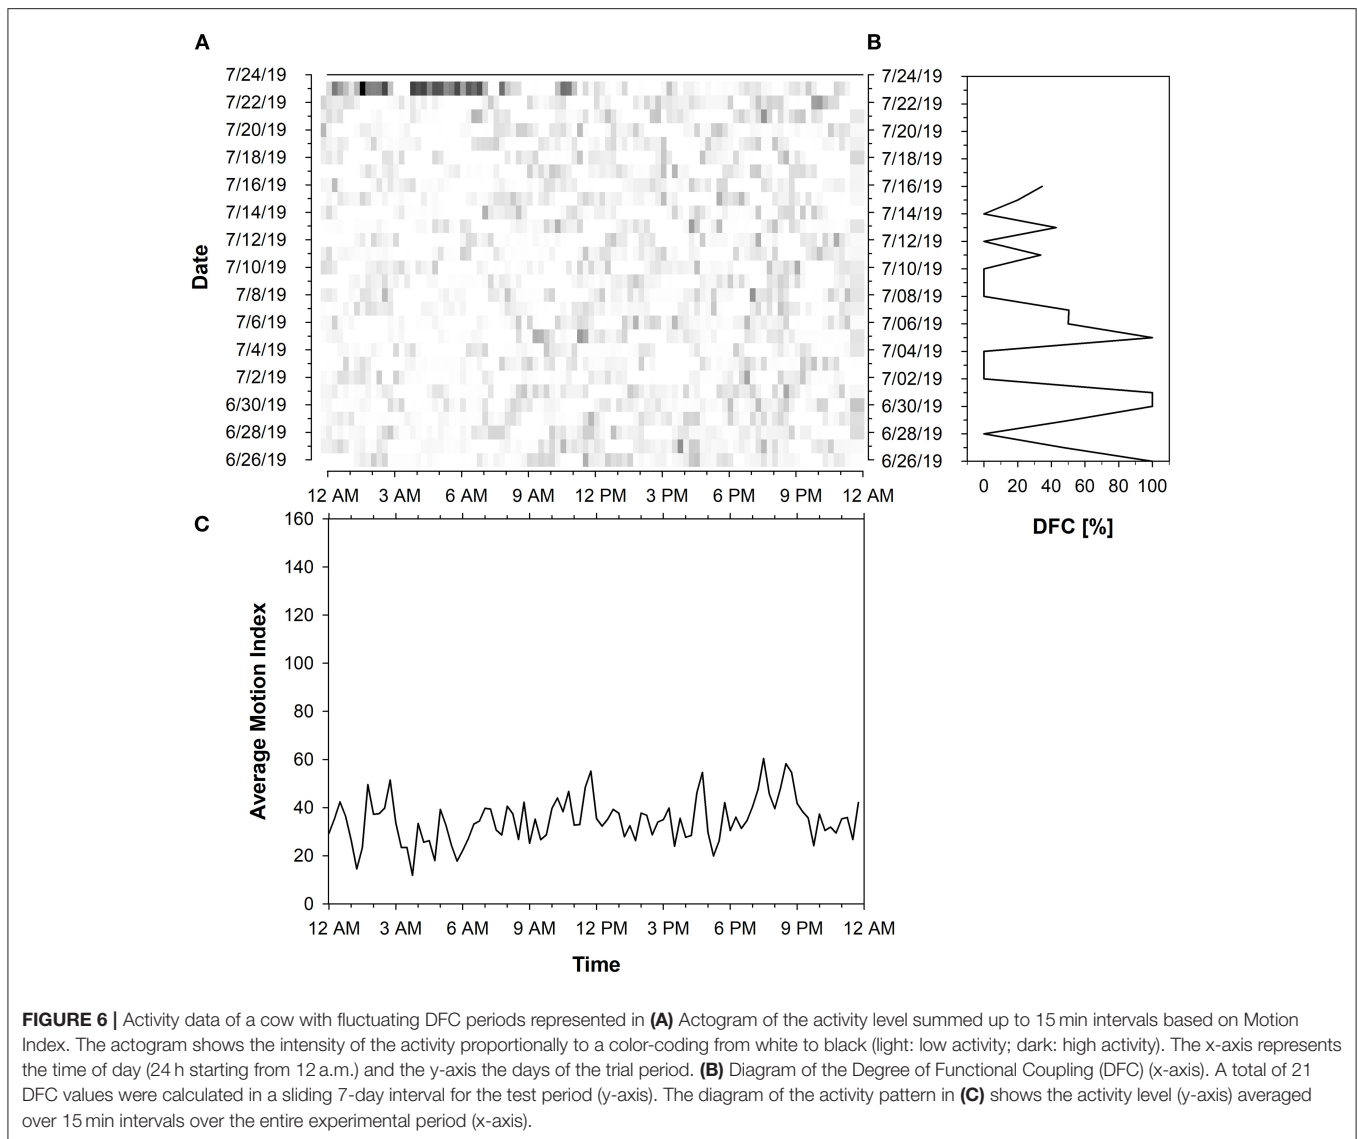 A
B
7/24/19
7/22/19
7/20/19
7/18/19
7/16/19
7/14/19
7/12/19
7/10/19
7/8/19
7/6/19
7/4/19
7/2/19
6/30/19
6/28/19
6/26/19
Date
12 AM 3 AM 6 AM 9 AM 12 PM 3 PM 6 PM 9 PM 12 AM
7/24/19
7/22/19
7/20/19
7/18/19
7/16/19
7/14/19
7/12/19
7/10/19
7/08/19
7/06/19
7/04/19
7/02/19
6/30/19
6/28/19
6/26/19
0 20 40 60 80 100
DFC [%]
C
160
140
120
100
80
60
40
20
0
Average Motion Index
12 AM 3 AM 6 AM 9 AM 12 PM 3 PM 6 PM 9 PM 12 AM
Time
FIGURE 6 | Activity data of a cow with fluctuating DFC periods represented in (A) Actogram of the activity level summed up to 15 min intervals based on Motion
Index. The actogram shows the intensity of the activity proportionally to a color-coding from white to black (light: low activity; dark: high activity). The x-axis represents
the time of day (24 h starting from 12 a.m.) and the y-axis the days of the trial period. (B) Diagram of the Degree of Functional Coupling (DFC) (x-axis). A total of 21
DFC values were calculated in a sliding 7-day interval for the test period (y-axis). The diagram of the activity pattern in (C) shows the activity level (y-axis) averaged
over 15 min intervals over the entire experimental period (x-axis).